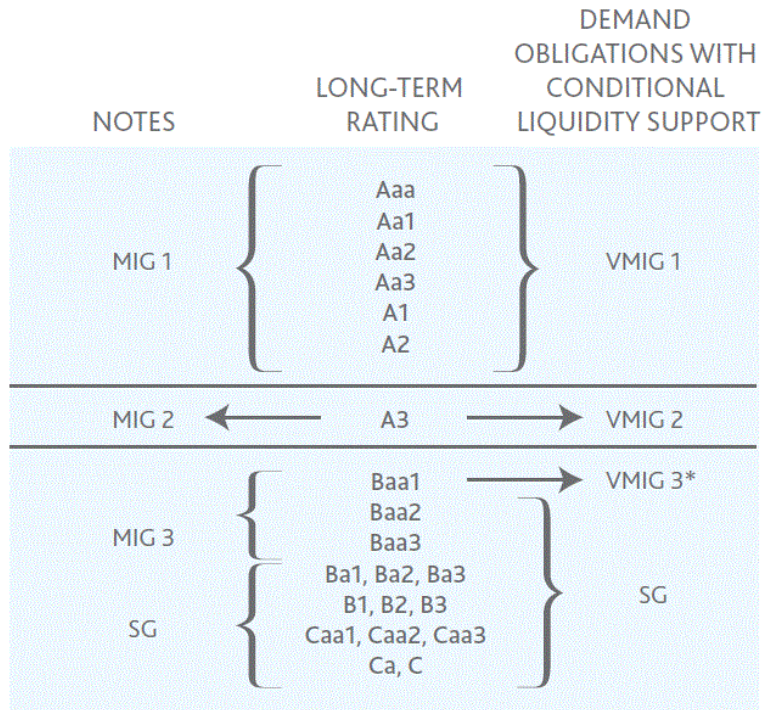 NOTES
LONG-TERM
RATING
DEMAND
OBLIGATIONS WITH
CONDITIONAL
LIQUIDITY SUPPORT
MIG 1
Aaa
Aa1
Aa2
Aa3
A1
A2
VMIG 1
MIG 2
A3
VMIG 2
MIG 3
Baa1
Baa2
Baa3
VMIG 3*
SG
Ba1, Ba2, Ba3
B1, B2, B3
Caa1, Caa2, Caa3
Ca, C
SG